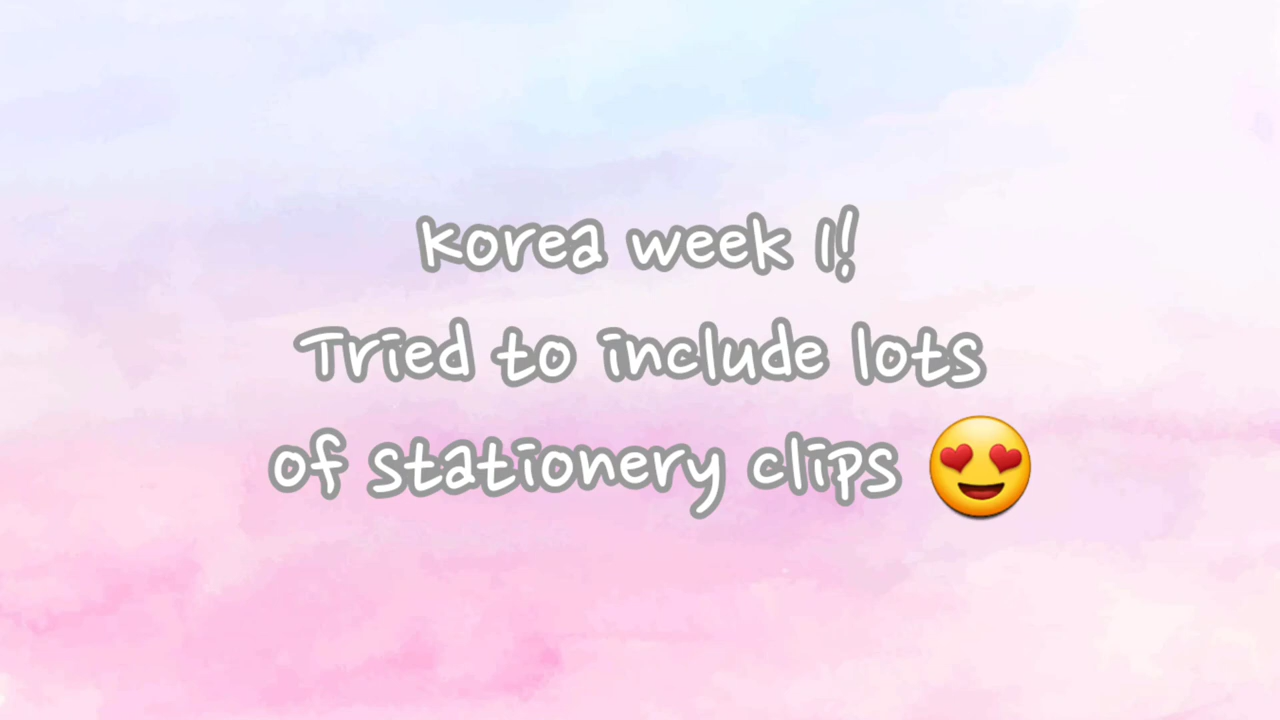 Korea week 1!
Tried to include lots
of stationery clips 😍